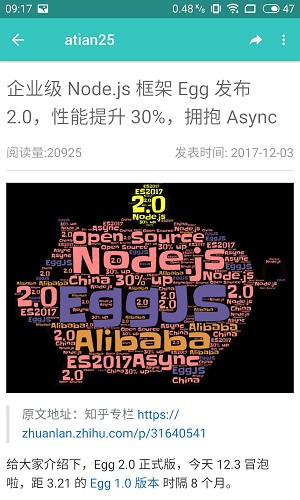 09:17 0.48 K/s 47
atian25
企业级 Node.js 框架 Egg 发布
2.0，性能提升 30%，拥抱 Async
阅读量:20925 发表时间: 2017-12-03
ES2017
2.0
Node.js
Open Source
Node.js
China 30% up
2.0
EggJS
Alibaba
ES2017 Async
China
原文地址：知乎专栏 https://
zhuanlan.zhihu.com/p/31640541
给大家介绍下，Egg 2.0 正式版，今天 12.3 冒泡
啦，距 3.21 的 Egg 1.0 版本 时隔 8 个月。